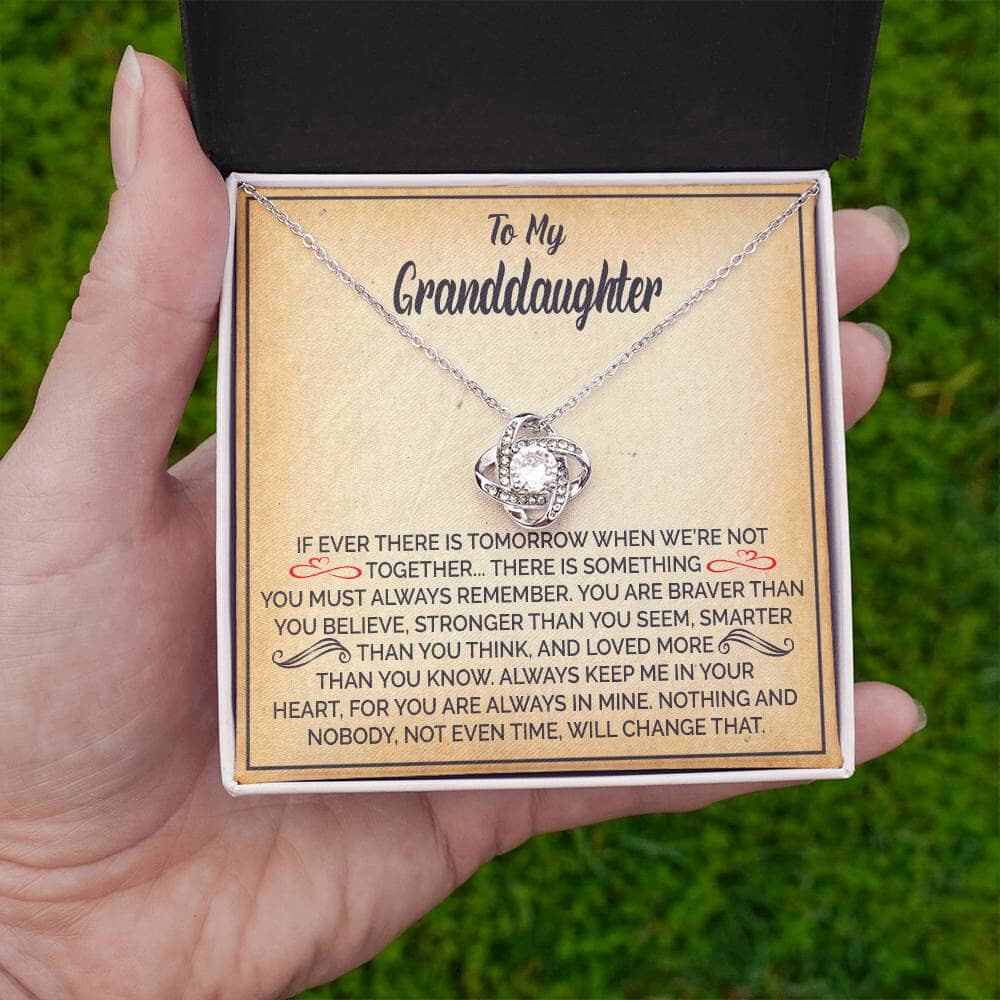 To My
Granddaughter
IF EVER THERE IS TOMORROW WHEN WE'RE NOT
TOGETHER... THERE IS SOMETHING
YOU MUST ALWAYS REMEMBER. YOU ARE BRAVER THAN
YOU BELIEVE, STRONGER THAN YOU SEEM, SMARTER
THAN YOU THINK, AND LOVED MORE
THAN YOU KNOW. ALWAYS KEEP ME IN YOUR
HEART, FOR YOU ARE ALWAYS IN MINE. NOTHING AND
NOBODY, NOT EVEN TIME, WILL CHANGE THAT.